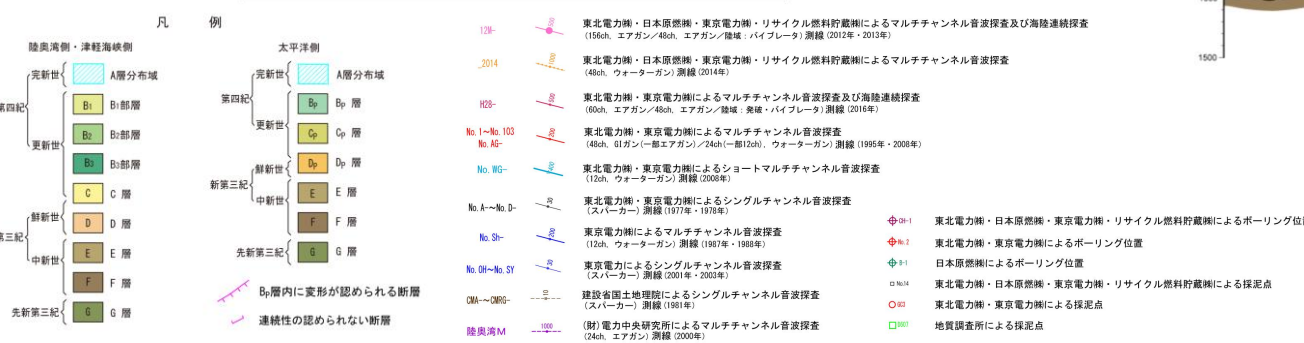 凡 例
陸奥湾側・津軽海峡側
完新世
A層分布域
第四紀
更新世
B1
B1部層
B2
B2部層
B3
B3部層
C
C 層
鮮新世
D
D 層
第三紀
中新世
E
E 層
F
F 層
先新第三紀
G
G 層
太平洋側
完新世
A層分布域
第四紀
更新世
BP
BP 層
CP
CP 層
鮮新世
DP
DP 層
新第三紀
中新世
E
E 層
F
F 層
先新第三紀
G
G 層
BP層内に変形が認められる断層
連続性の認められない断層
12M-
500
東北電力㈱・日本原燃㈱・東京電力㈱・リサイクル燃料貯蔵㈱によるマルチチャンネル音波探査及び海陸連続探査
(156ch, エアガン/48ch, エアガン/陸域：バイブレータ) 測線 (2012年・2013年)
_2014
1000
東北電力㈱・日本原燃㈱・東京電力㈱・リサイクル燃料貯蔵㈱によるマルチチャンネル音波探査
(48ch, ウォーターガン) 測線 (2014年)
H28-
500
東北電力㈱・東京電力㈱によるマルチチャンネル音波探査及び海陸連続探査
(60ch, エアガン/48ch, エアガン/陸域：発破・バイブレータ) 測線 (2016年)
No.1～No.103
No.AG-
200
東北電力㈱・東京電力㈱によるマルチチャンネル音波探査
(48ch, GIガン(一部エアガン)/24ch(一部12ch), ウォーターガン) 測線 (1995年・2008年)
No.WG-
400
東北電力㈱・東京電力㈱によるショートマルチチャンネル音波探査
(12ch, ウォーターガン) 測線 (2008年)
No.A-～No.D-
30
東北電力㈱・東京電力㈱によるシングルチャンネル音波探査
(スパーカー) 測線 (1977年・1978年)
No.Sh-
200
東京電力によるマルチチャンネル音波探査
(12ch, ウォーターガン) 測線 (1987年・1988年)
No.OH～No.SY
30
東京電力によるシングルチャンネル音波探査
(スパーカー) 測線 (2001年・2003年)
CMA-～CMRG-
10
建設省国土地理院によるシングルチャンネル音波探査
(スパーカー) 測線 (1981年)
陸奥湾M
1000
(財)電力中央研究所によるマルチチャンネル音波探査
(24ch, エアガン) 測線 (2000年)
CH-1
東北電力㈱・日本原燃㈱・東京電力㈱・リサイクル燃料貯蔵㈱によるボーリング位置
No.2
東北電力㈱・東京電力㈱によるボーリング位置
B-1
日本原燃㈱によるボーリング位置
No.14
東北電力㈱・日本原燃㈱・東京電力㈱・リサイクル燃料貯蔵㈱による採泥点
GC3
東北電力㈱・東京電力㈱による採泥点
地質調査所による採泥点
1500